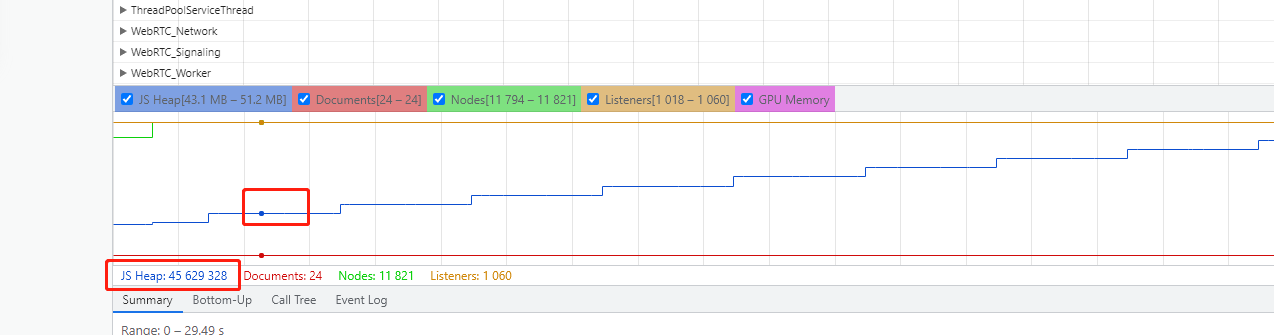 ThreadPoolServiceThread
WebRTC_Network
WebRTC_Signaling
WebRTC_Worker
JS Heap[43.1 MB – 51.2 MB] Documents[24 – 24] Nodes[11 794 – 11 821] Listeners[1 018 – 1 060] GPU Memory
JS Heap: 45 629 328 Documents: 24 Nodes: 11 821 Listeners: 1 060
Summary Bottom-Up Call Tree Event Log
Range: 0 – 29.49 s